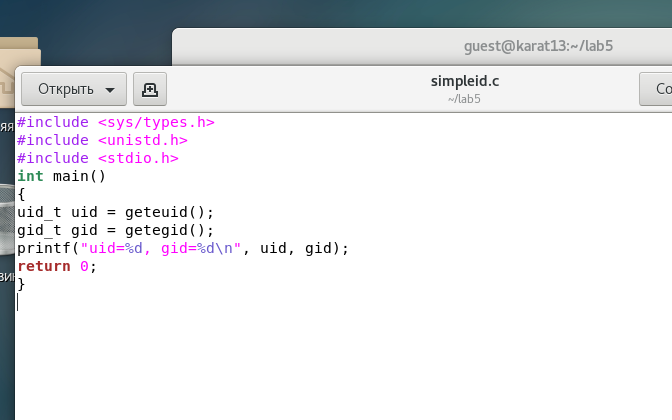 guest@karat13:~/lab5
Открыть
simpleid.c
~/lab5
#include <sys/types.h>
#include <unistd.h>
#include <stdio.h>
int main()
{
uid_t uid = geteuid();
gid_t gid = getegid();
printf("uid=%d, gid=%d\n", uid, gid);
return 0;
}